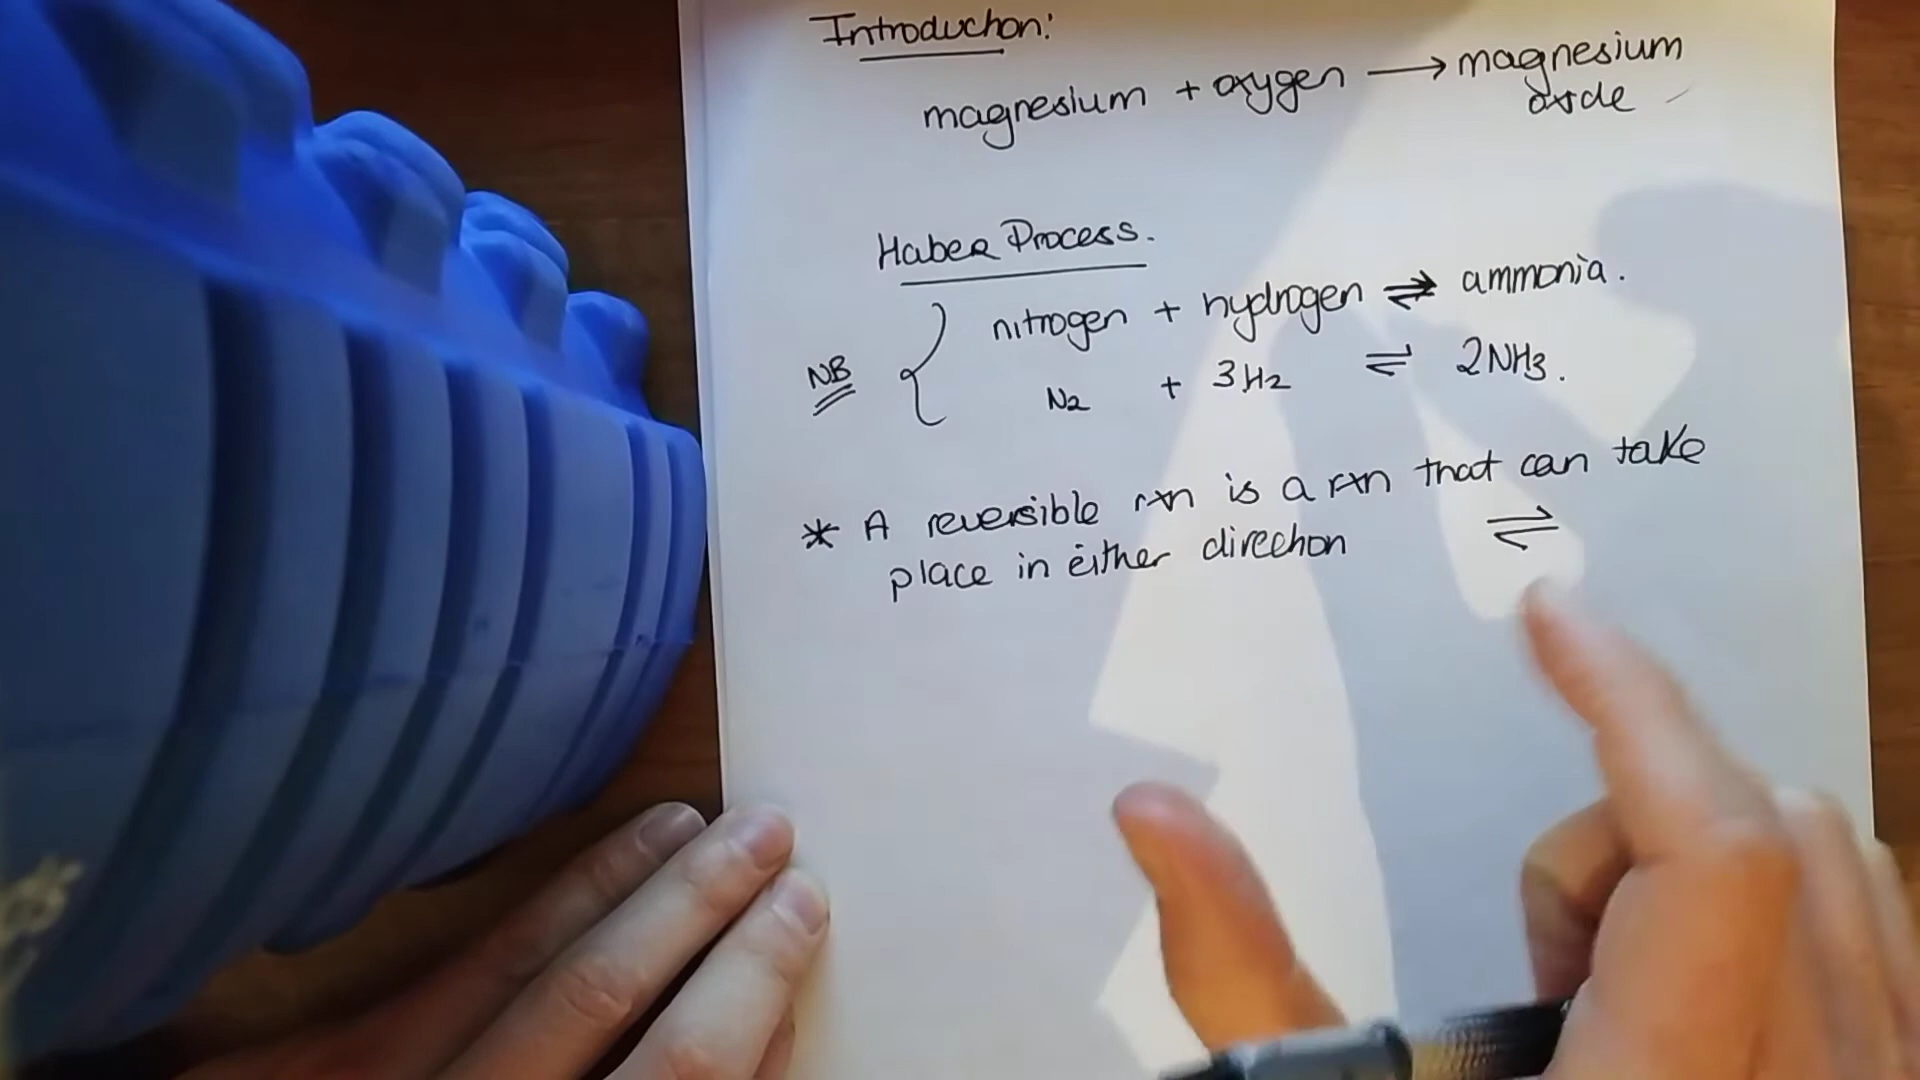 Introduction:
magnesium + oxygen → magnesium
oxide
Haber Process.
nitrogen + hydrogen ⇌ ammonia.
NB
N2 + 3H2 ⇌ 2NH3.
* A reversible rxn is a rxn that can take
place in either direction ⇌